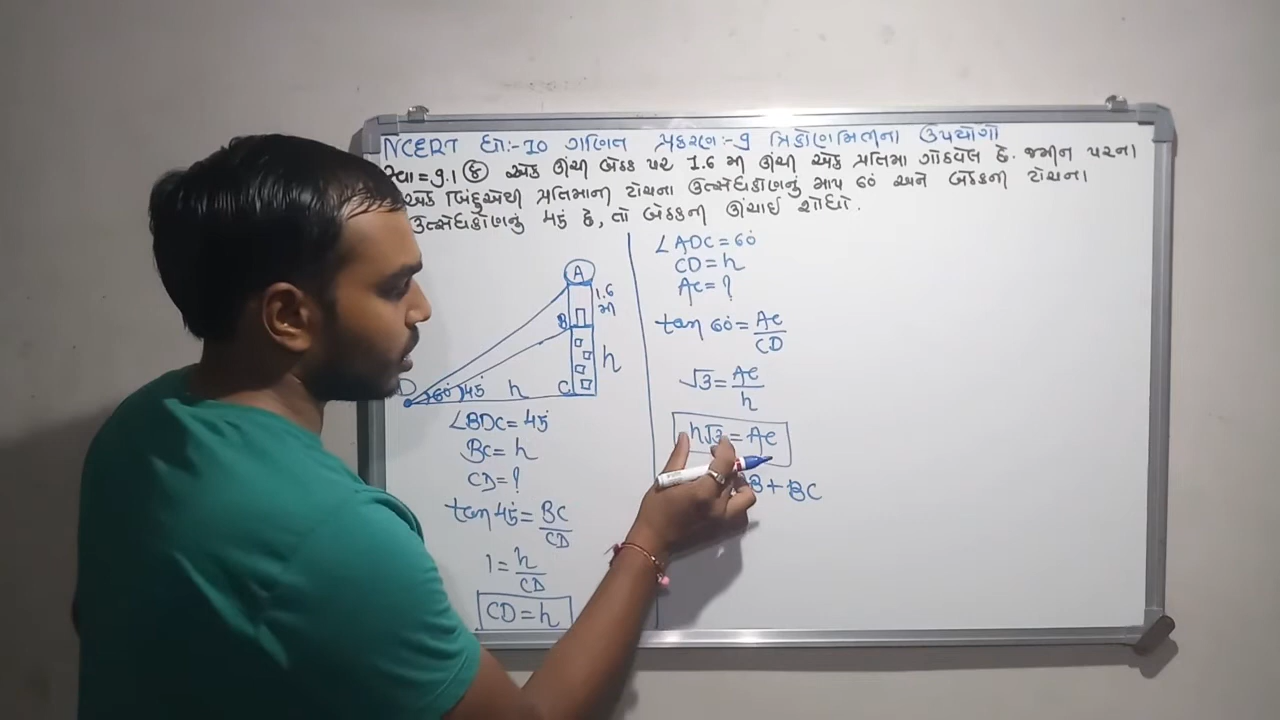 NCERT ધો:-10 ગણિત પ્રકરણ:-9 ત્રિકોણમિતિના ઉપયોગો
સ્વા=9.1 ⑧ એક ઊંચી બેઠક પર 1.6 મી ઊંચી એક પ્રતિમા ગોઠવેલ છે. જમીન પરના
એક બિંદુએથી પ્રતિમાની ટોચના ઉત્સેધકોણનું માપ 60° અને બેઠકની ટોચના
ઉત્સેધકોણનું 45° છે, તો બેઠકની ઊંચાઈ શોધો.
A
1.6 મી
B
h
D 60° 45° h C
∠BDC = 45°
BC = h
CD = ?
tan 45° = BC/CD
1 = h/CD
CD = h
∠ADC = 60°
CD = h
AC = ?
tan 60° = AC/CD
√3 = AC/h
h√3 = AC
B + BC